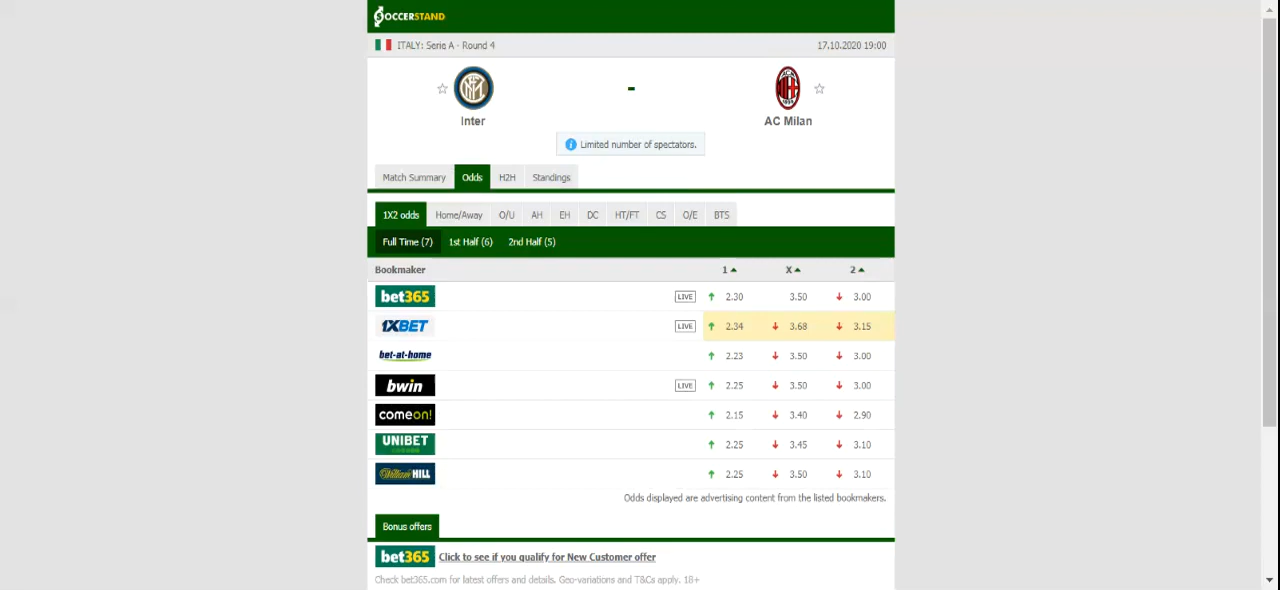 SOCCERSTAND
ITALY: Serie A - Round 4 17.10.2020 19:00
-
Inter AC Milan
Limited number of spectators.
Match Summary Odds H2H Standings
1X2 odds Home/Away O/U AH EH DC HT/FT CS O/E BTS
Full Time (7) 1st Half (6) 2nd Half (5)
Bookmaker 1 X 2
bet365 LIVE 2.30 3.50 3.00
1XBET LIVE 2.34 3.68 3.15
bet-at-home 2.23 3.50 3.00
bwin LIVE 2.25 3.50 3.00
comeon! 2.15 3.40 2.90
UNIBET 2.25 3.45 3.10
William HILL 2.25 3.50 3.10
Odds displayed are advertising content from the listed bookmakers.
Bonus offers
bet365 Click to see if you qualify for New Customer offer
Check bet365.com for latest offers and details. Geo-variations and T&Cs apply. 18+